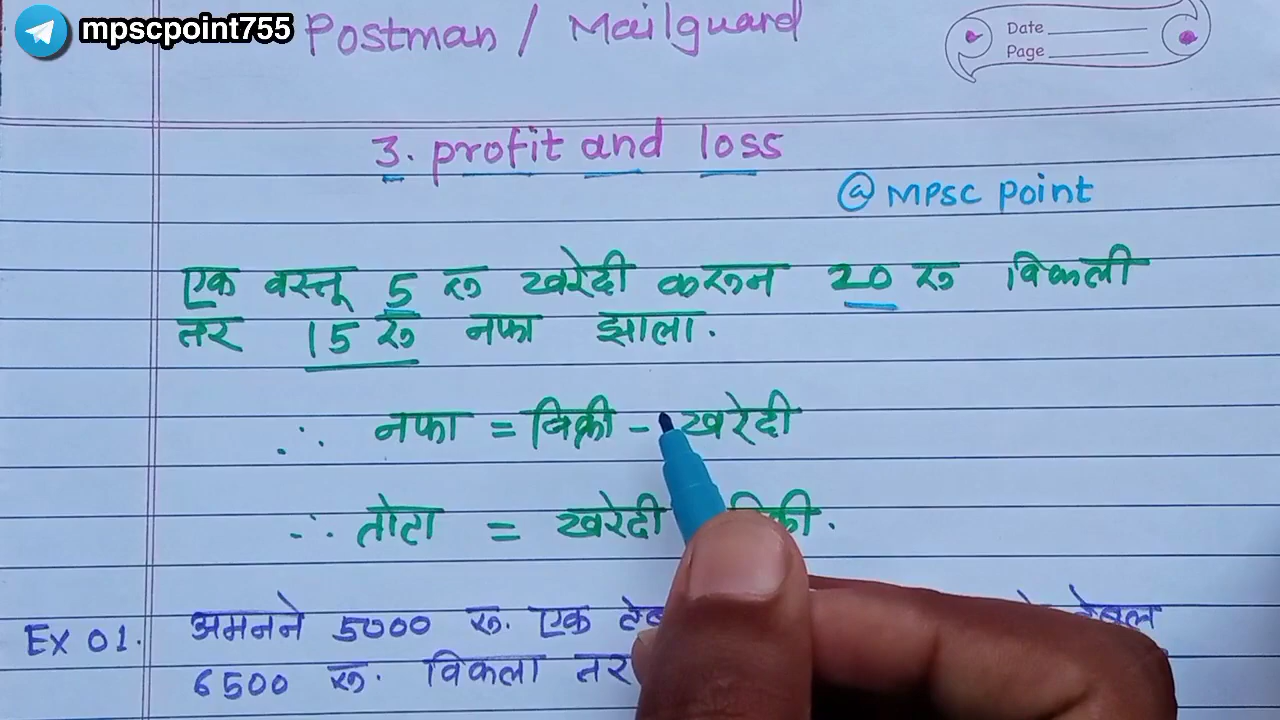 mpscpoint755
Postman / Mailguard
Date
Page
3. profit and loss
@ MPSC point
एक वस्तू 5 रु खरेदी करून 20 रु विकली
तर 15 रु नफा झाला.
∴ नफा = विक्री - खरेदी
∴ तोटा = खरेदी
EX 01. अमनने 5000 रु. एक टेबल
6500 रु. विकला तर